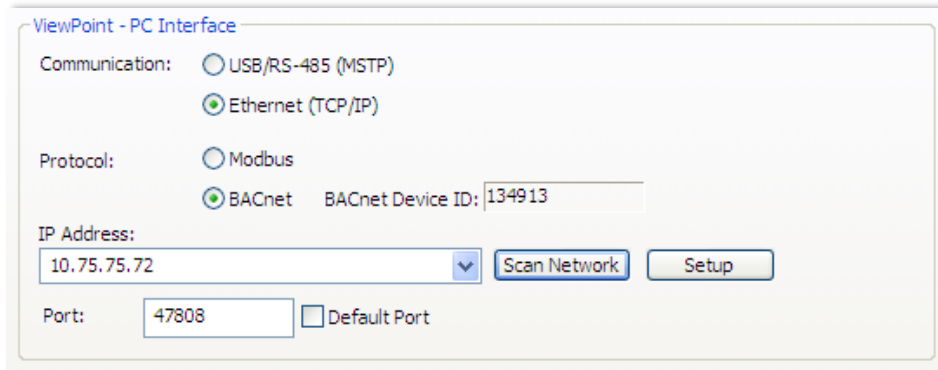 ViewPoint - PC Interface
Communication: USB/RS-485 (MSTP)
Ethernet (TCP/IP)
Protocol: Modbus
BACnet BACnet Device ID: 134913
IP Address:
10.75.75.72 Scan Network Setup
Port: 47808 Default Port